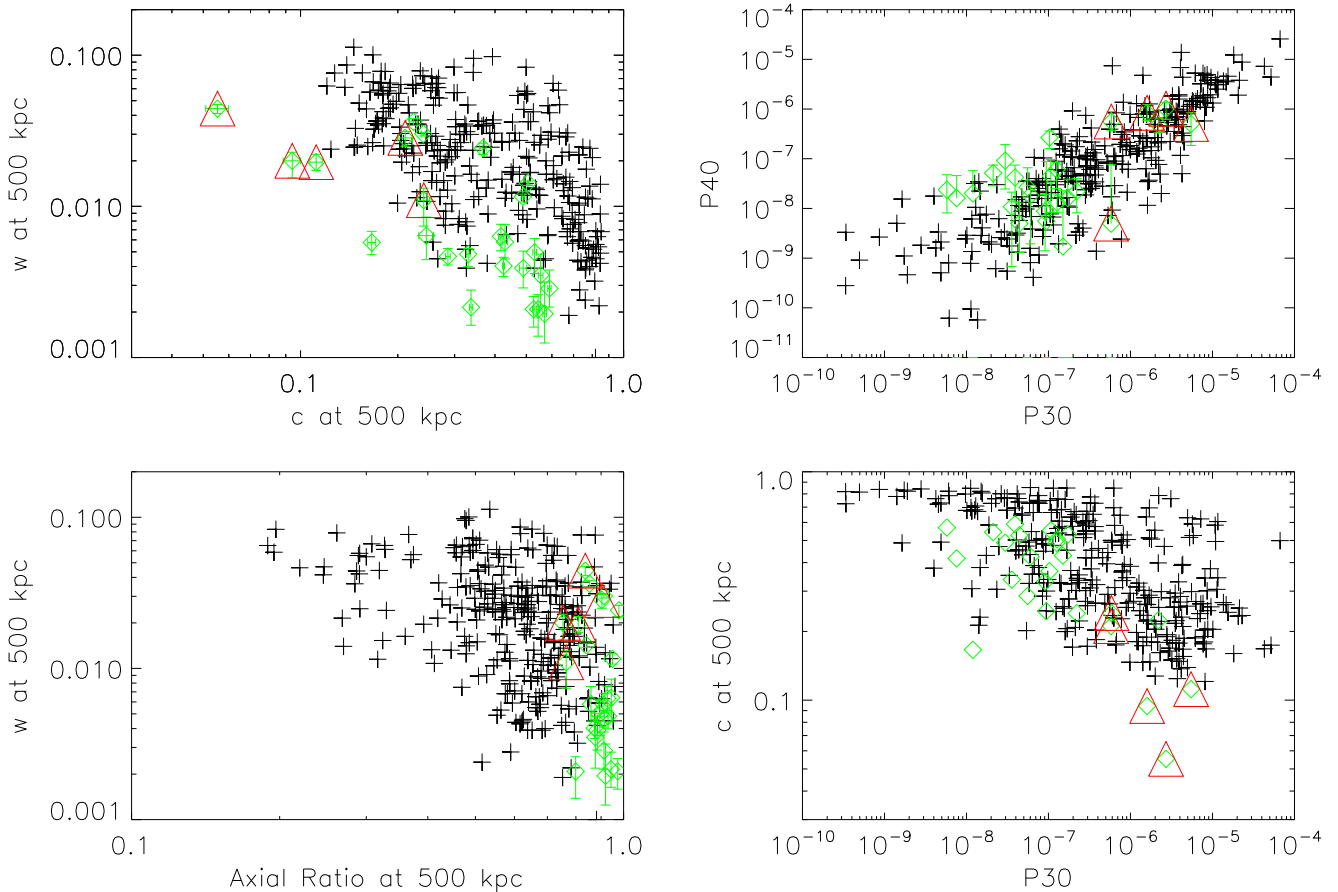 0.100
0.010
0.001
w at 500 kpc
0.1
1.0
c at 500 kpc
10⁻⁴
10⁻⁵
10⁻⁶
10⁻⁷
10⁻⁸
10⁻⁹
10⁻¹⁰
10⁻¹¹
P40
10⁻¹⁰ 10⁻⁹ 10⁻⁸ 10⁻⁷ 10⁻⁶ 10⁻⁵ 10⁻⁴
P30
0.100
0.010
0.001
w at 500 kpc
0.1
1.0
Axial Ratio at 500 kpc
1.0
0.1
c at 500 kpc
10⁻¹⁰ 10⁻⁹ 10⁻⁸ 10⁻⁷ 10⁻⁶ 10⁻⁵ 10⁻⁴
P30